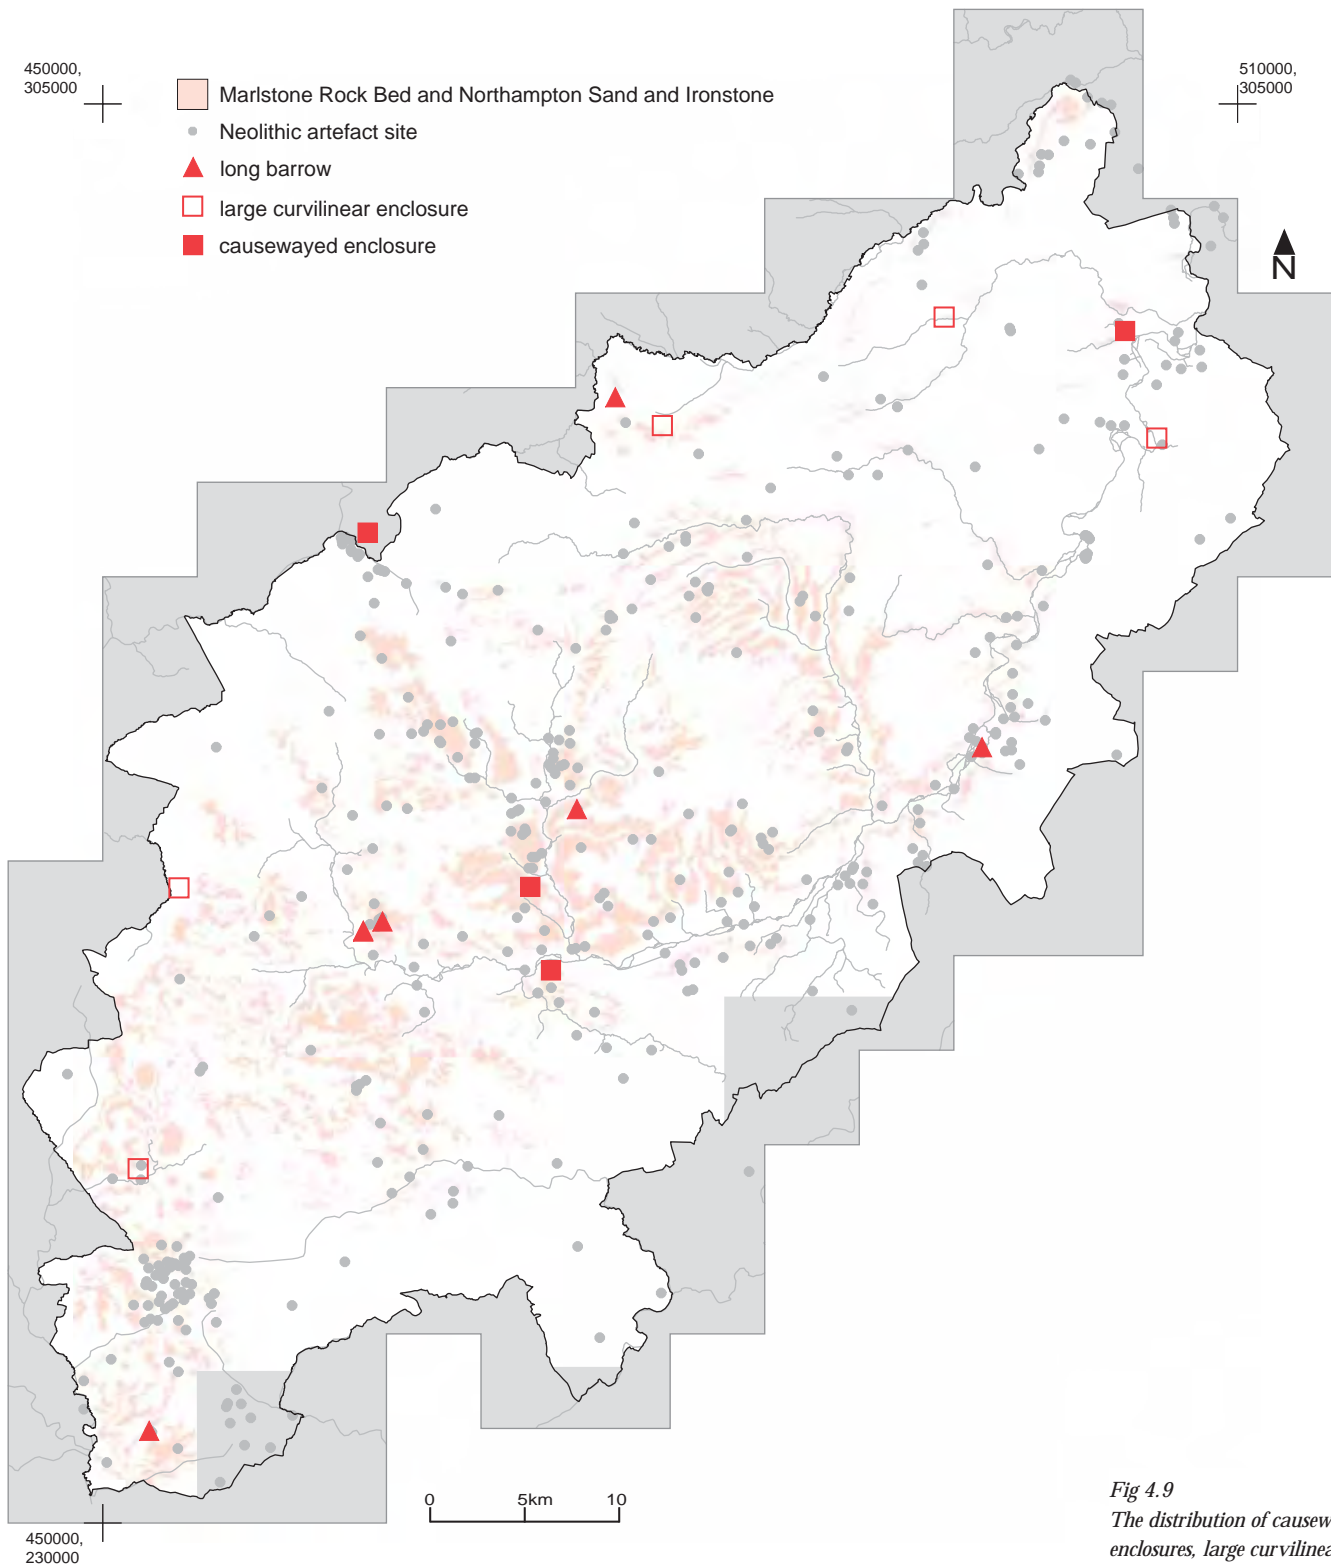 450000,
305000
510000,
305000
Marlstone Rock Bed and Northampton Sand and Ironstone
Neolithic artefact site
long barrow
large curvilinear enclosure
causewayed enclosure
N
0 5km 10
450000,
230000
Fig 4.9
The distribution of causew
enclosures, large curvilinea